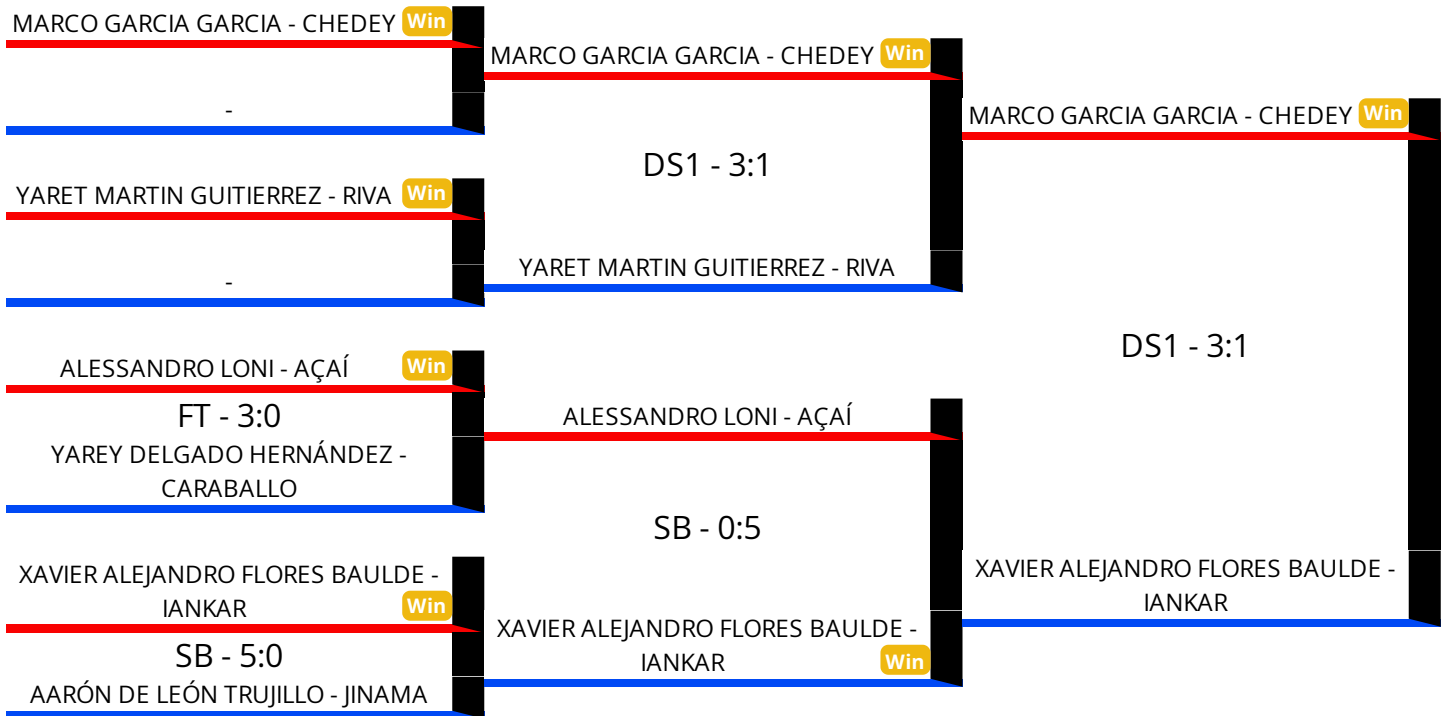 MARCO GARCIA GARCIA - CHEDEY Win
-
YARET MARTIN GUITIERREZ - RIVA Win
-
ALESSANDRO LONI - AÇAÍ Win
FT - 3:0
YAREY DELGADO HERNÁNDEZ -
CARABALLO
XAVIER ALEJANDRO FLORES BAULDE -
IANKAR Win
SB - 5:0
AARÓN DE LEÓN TRUJILLO - JINAMA
MARCO GARCIA GARCIA - CHEDEY Win
DS1 - 3:1
YARET MARTIN GUITIERREZ - RIVA
ALESSANDRO LONI - AÇAÍ
SB - 0:5
XAVIER ALEJANDRO FLORES BAULDE -
IANKAR Win
MARCO GARCIA GARCIA - CHEDEY Win
DS1 - 3:1
XAVIER ALEJANDRO FLORES BAULDE -
IANKAR